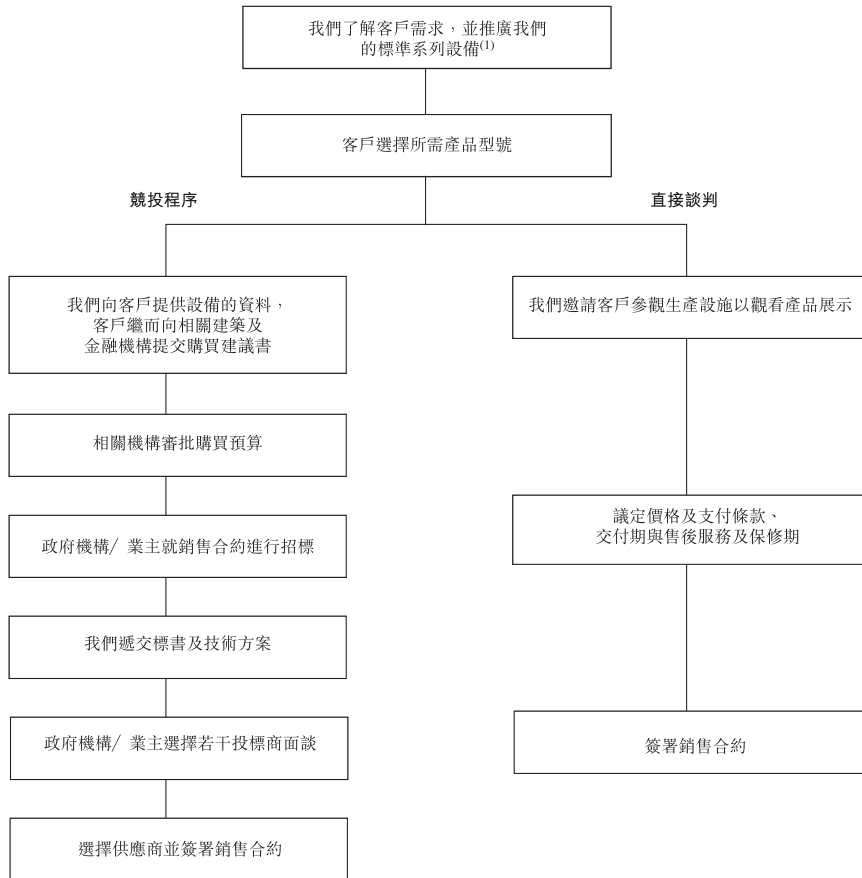 我們了解客戶需求，並推廣我們
的標準系列設備(1)
客戶選擇所需產品型號
競投程序
直接談判
我們向客戶提供設備的資料，
客戶繼而向相關建築及
金融機構提交購買建議書
相關機構審批購買預算
政府機構/ 業主就銷售合約進行招標
我們遞交標書及技術方案
政府機構/ 業主選擇若干投標商面談
選擇供應商並簽署銷售合約
我們邀請客戶參觀生產設施以觀看產品展示
議定價格及支付條款、
交付期與售後服務及保修期
簽署銷售合約